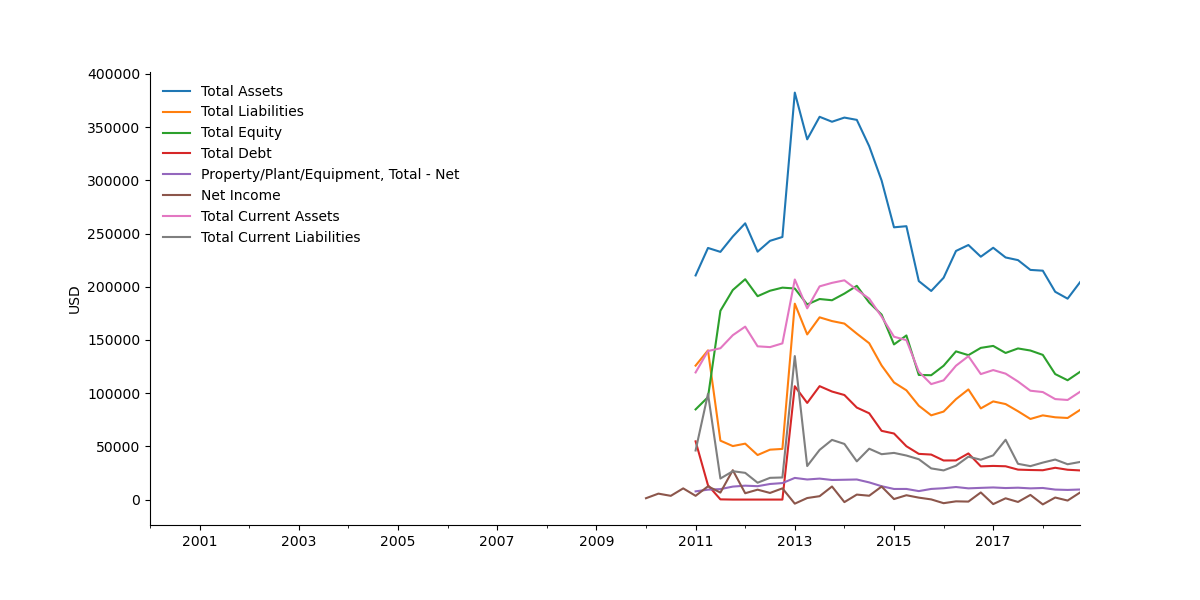 400000
350000
300000
250000
200000
150000
100000
50000
0
USD
Total Assets
Total Liabilities
Total Equity
Total Debt
Property/Plant/Equipment, Total - Net
Net Income
Total Current Assets
Total Current Liabilities
2001 2003 2005 2007 2009 2011 2013 2015 2017